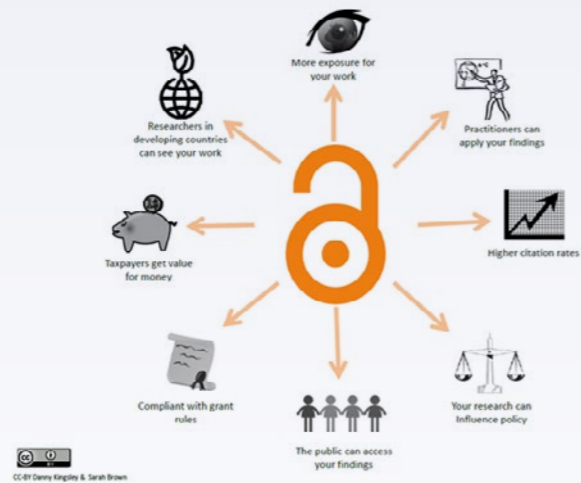 More exposure for
your work
Practitioners can
apply your findings
Higher citation rates
Your research can
Influence policy
The public can access
your findings
Compliant with grant
rules
Taxpayers get value
for money
Researchers in
developing countries
can see your work
cc
BY
CC-BY Danny Kingsley & Sarah Brown